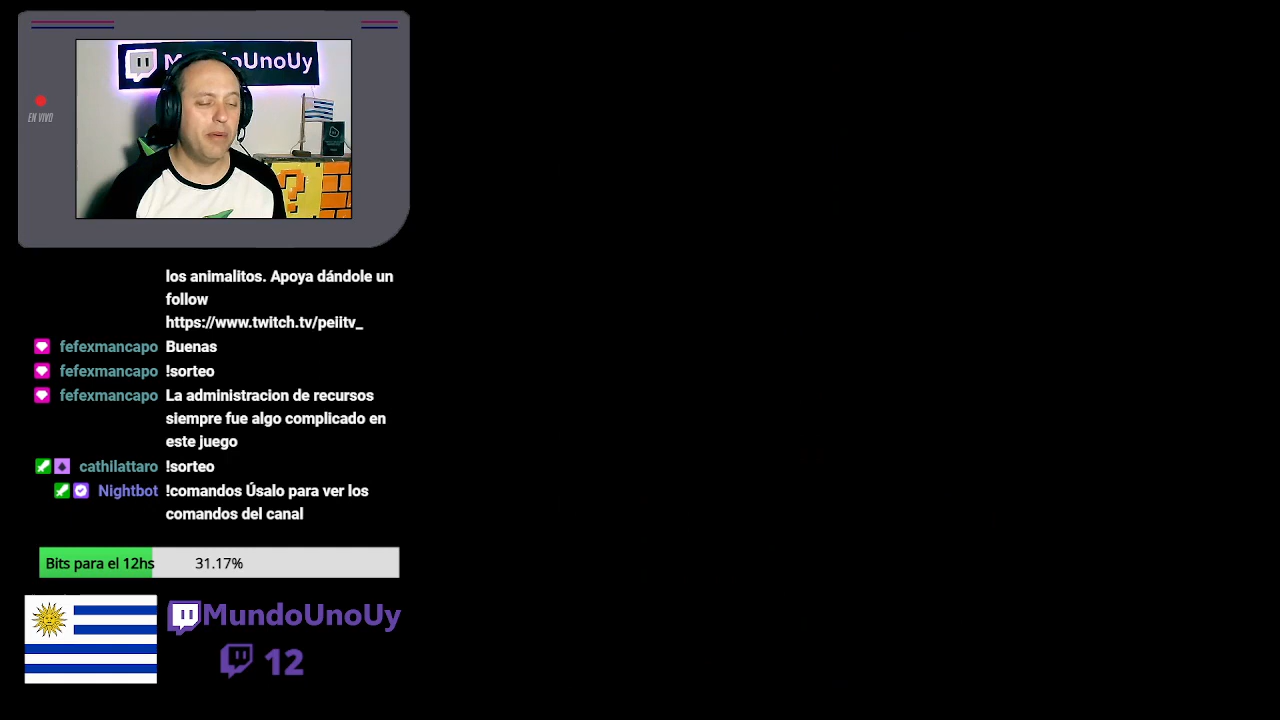 MundoUnoUy
EN VIVO
los animalitos. Apoya dándole un
follow
https://www.twitch.tv/peiitv_
fefexmancapo Buenas
fefexmancapo !sorteo
fefexmancapo La administracion de recursos
siempre fue algo complicado en
este juego
cathilattaro !sorteo
Nightbot !comandos Úsalo para ver los
comandos del canal
Bits para el 12hs 31.17%
MundoUnoUy
12